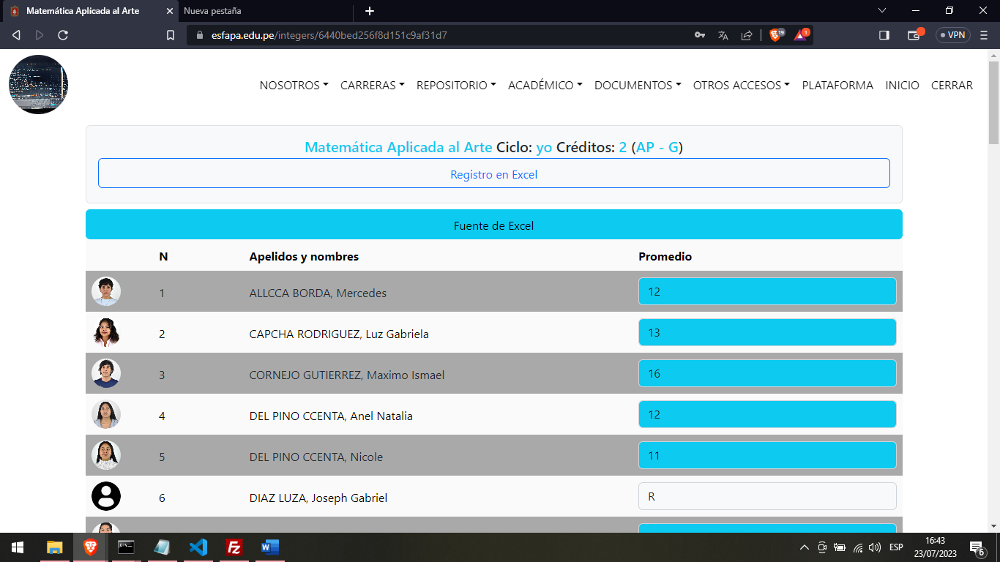 Matemática Aplicada al Arte
Nueva pestaña
esfapa.edu.pe/integers/6440bed256f8d151c9af31d7
19
1
VPN
NOSOTROS CARRERAS REPOSITORIO ACADÉMICO DOCUMENTOS OTROS ACCESOS PLATAFORMA INICIO CERRAR
Matemática Aplicada al Arte Ciclo: yo Créditos: 2 (AP - G)
Registro en Excel
Fuente de Excel
N Apelidos y nombres Promedio
1 ALLCCA BORDA, Mercedes 12
2 CAPCHA RODRIGUEZ, Luz Gabriela 13
3 CORNEJO GUTIERREZ, Maximo Ismael 16
4 DEL PINO CCENTA, Anel Natalia 12
5 DEL PINO CCENTA, Nicole 11
6 DIAZ LUZA, Joseph Gabriel R
ESP
16:43
23/07/2023
6